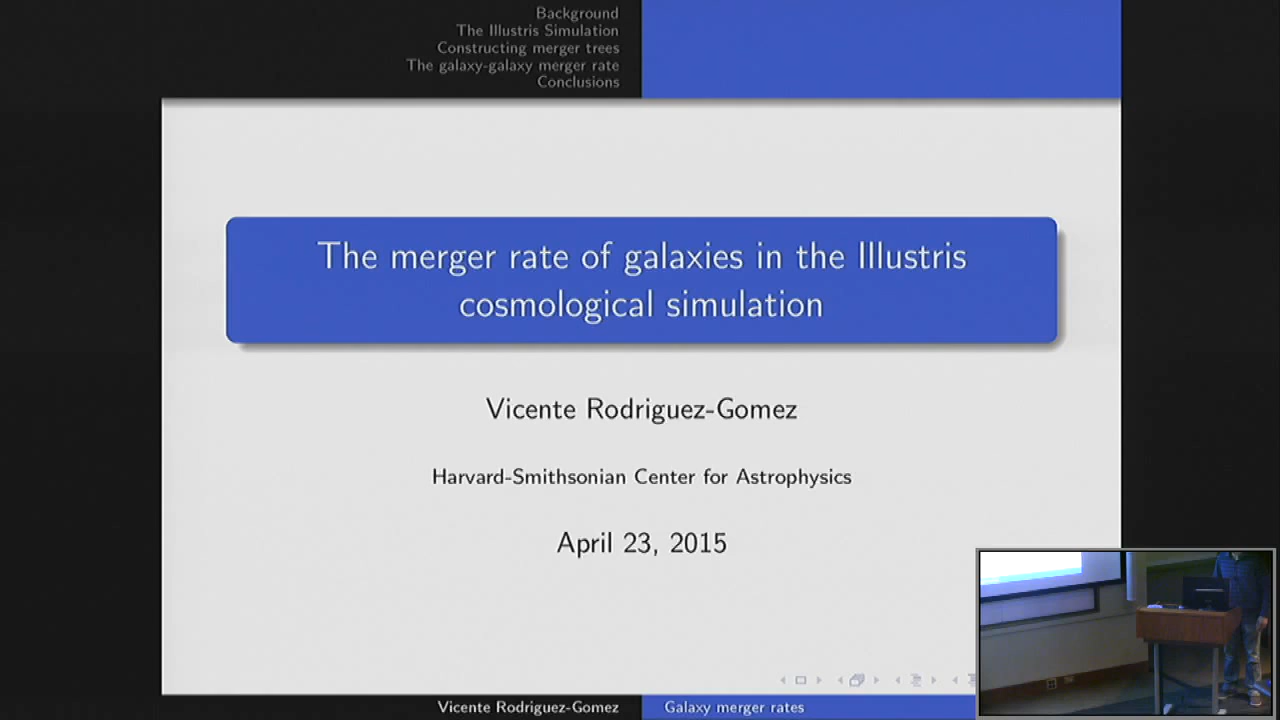 Background
The Illustris Simulation
Constructing merger trees
The galaxy-galaxy merger rate
Conclusions
The merger rate of galaxies in the Illustris
cosmological simulation
Vicente Rodriguez-Gomez
Harvard-Smithsonian Center for Astrophysics
April 23, 2015
Vicente Rodriguez-Gomez
Galaxy merger rates